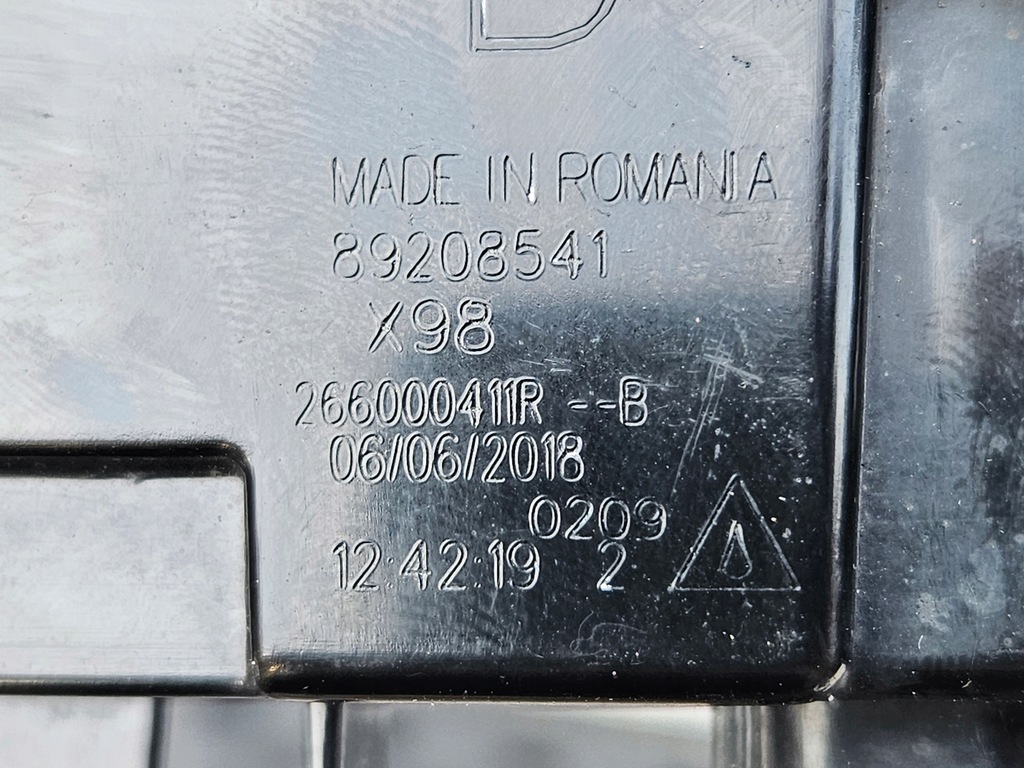 D
MADE IN ROMANIA
89208541
X98
266000411R --B
06/06/2018
0209
12:42:19 2